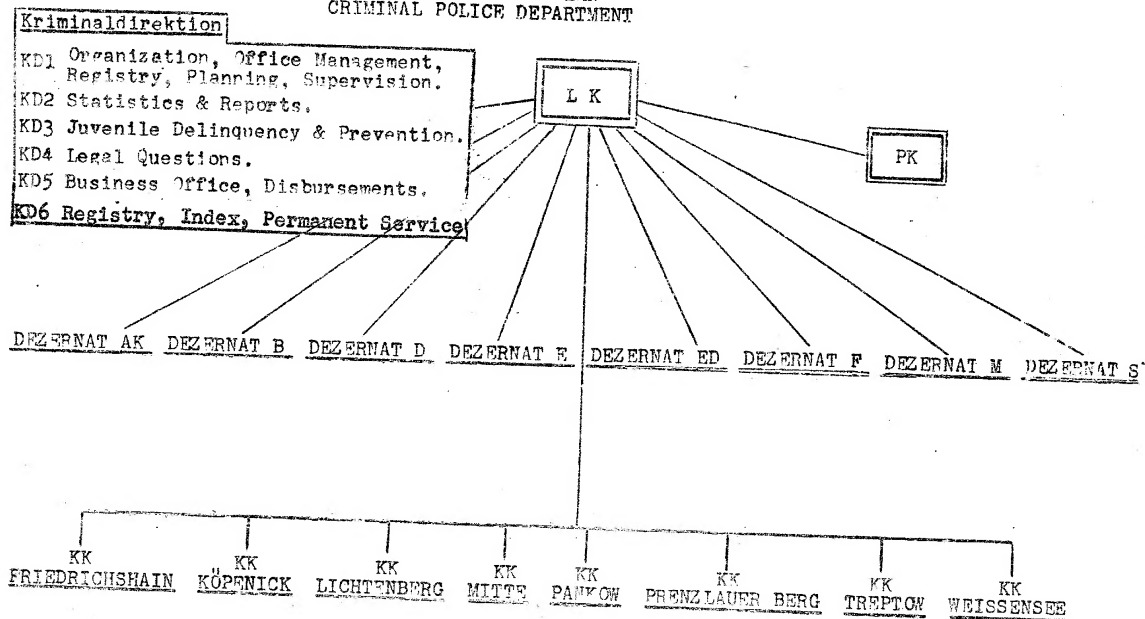 CRIMINAL POLICE DEPARTMENT
Kriminaldirektion
KD1 Organization, Office Management,
Registry, Planning, Supervision.
KD2 Statistics & Reports.
KD3 Juvenile Delinquency & Prevention.
KD4 Legal Questions.
KD5 Business Office, Disbursements.
KD6 Registry, Index, Permanent Service
L K
PK
DEZERNAT AK DEZERNAT B DEZERNAT D DEZERNAT E DEZERNAT ED DEZERNAT F DEZERNAT M DEZERNAT S
KK KK KK KK KK KK KK KK
FRIEDRICHSHAIN KÖPENICK LICHTENBERG MITTE PANKOW PRENZLAUER BERG TREPTOW WEISSENSEE